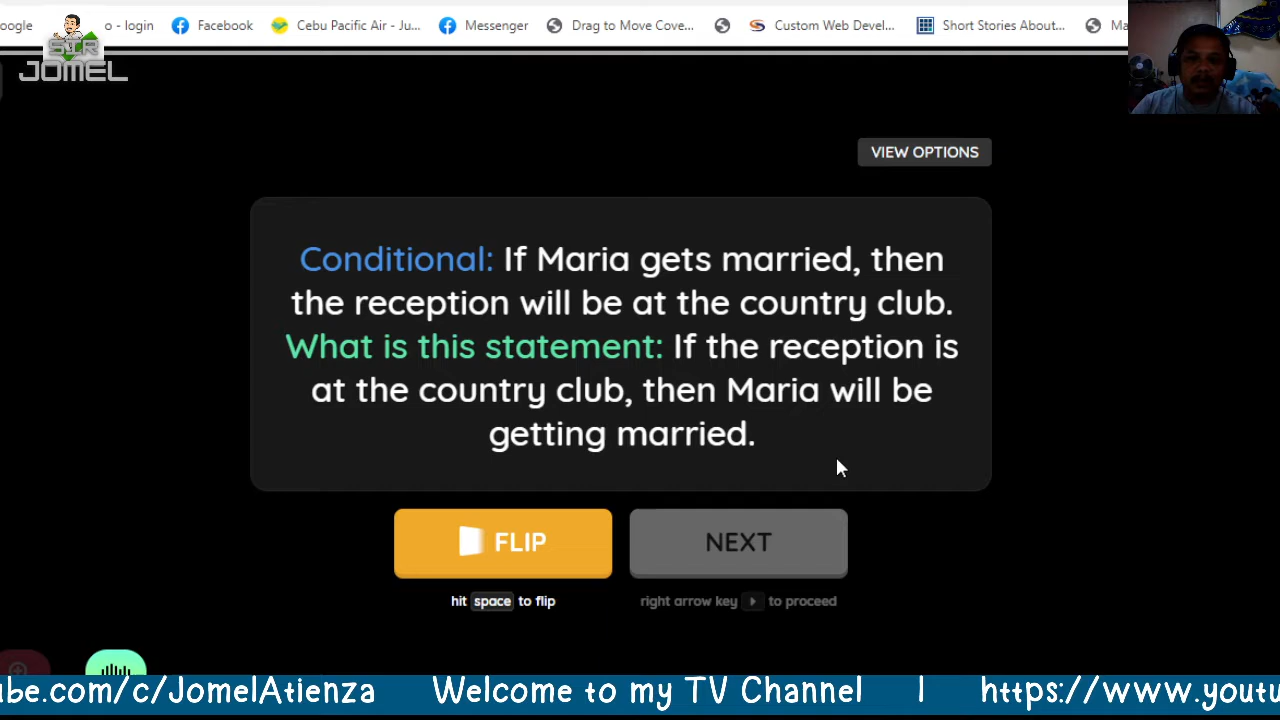 oogle
o - login
Facebook
Cebu Pacific Air - Ju...
Messenger
Drag to Move Cove...
Custom Web Devel...
Short Stories About...
Ma
STR
JOMEL
VIEW OPTIONS
Conditional: If Maria gets married, then
the reception will be at the country club.
What is this statement: If the reception is
at the country club, then Maria will be
getting married.
FLIP
NEXT
hit space to flip
right arrow key to proceed
ube.com/c/JomelAtienza Welcome to my TV Channel | https://www.youtu